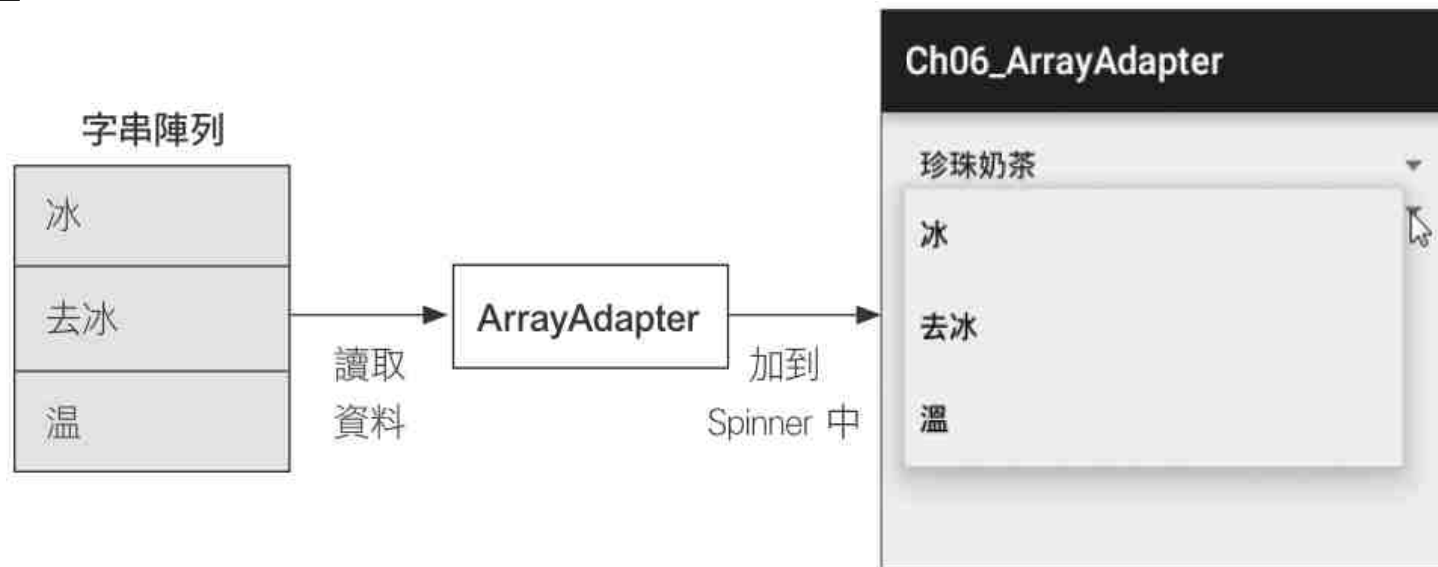 字串陣列
冰
去冰
温
讀取
資料
ArrayAdapter
加到
Spinner 中
Ch06_ArrayAdapter
珍珠奶茶
冰
去冰
溫